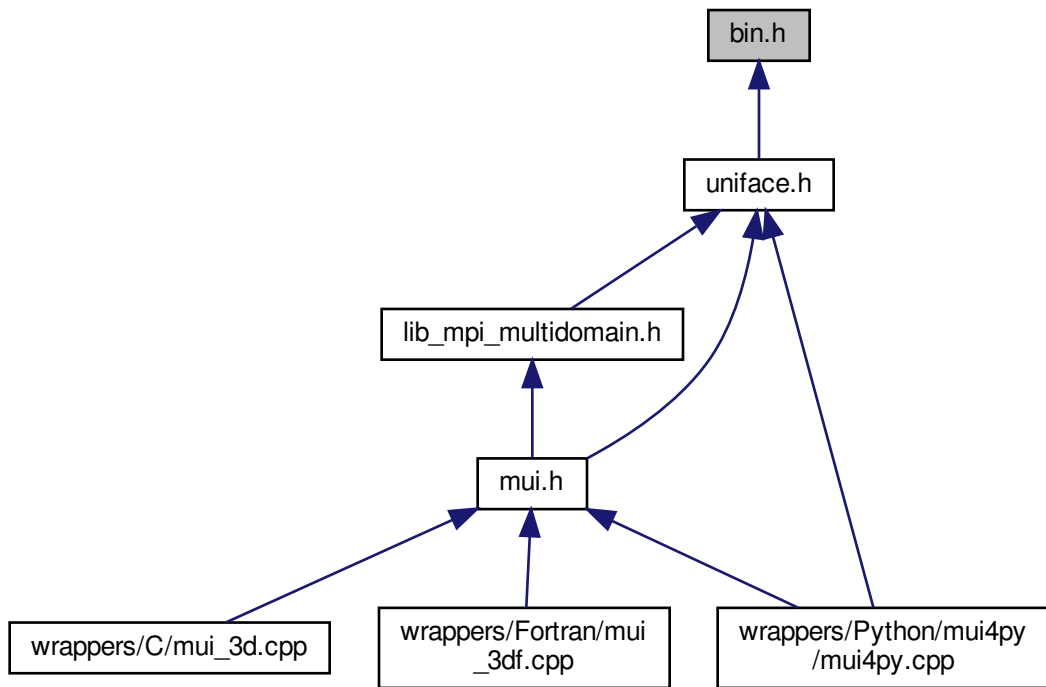 bin.h
uniface.h
lib_mpi_multidomain.h
mui.h
wrappers/C/mui_3d.cpp
wrappers/Fortran/mui
_3df.cpp
wrappers/Python/mui4py
/mui4py.cpp